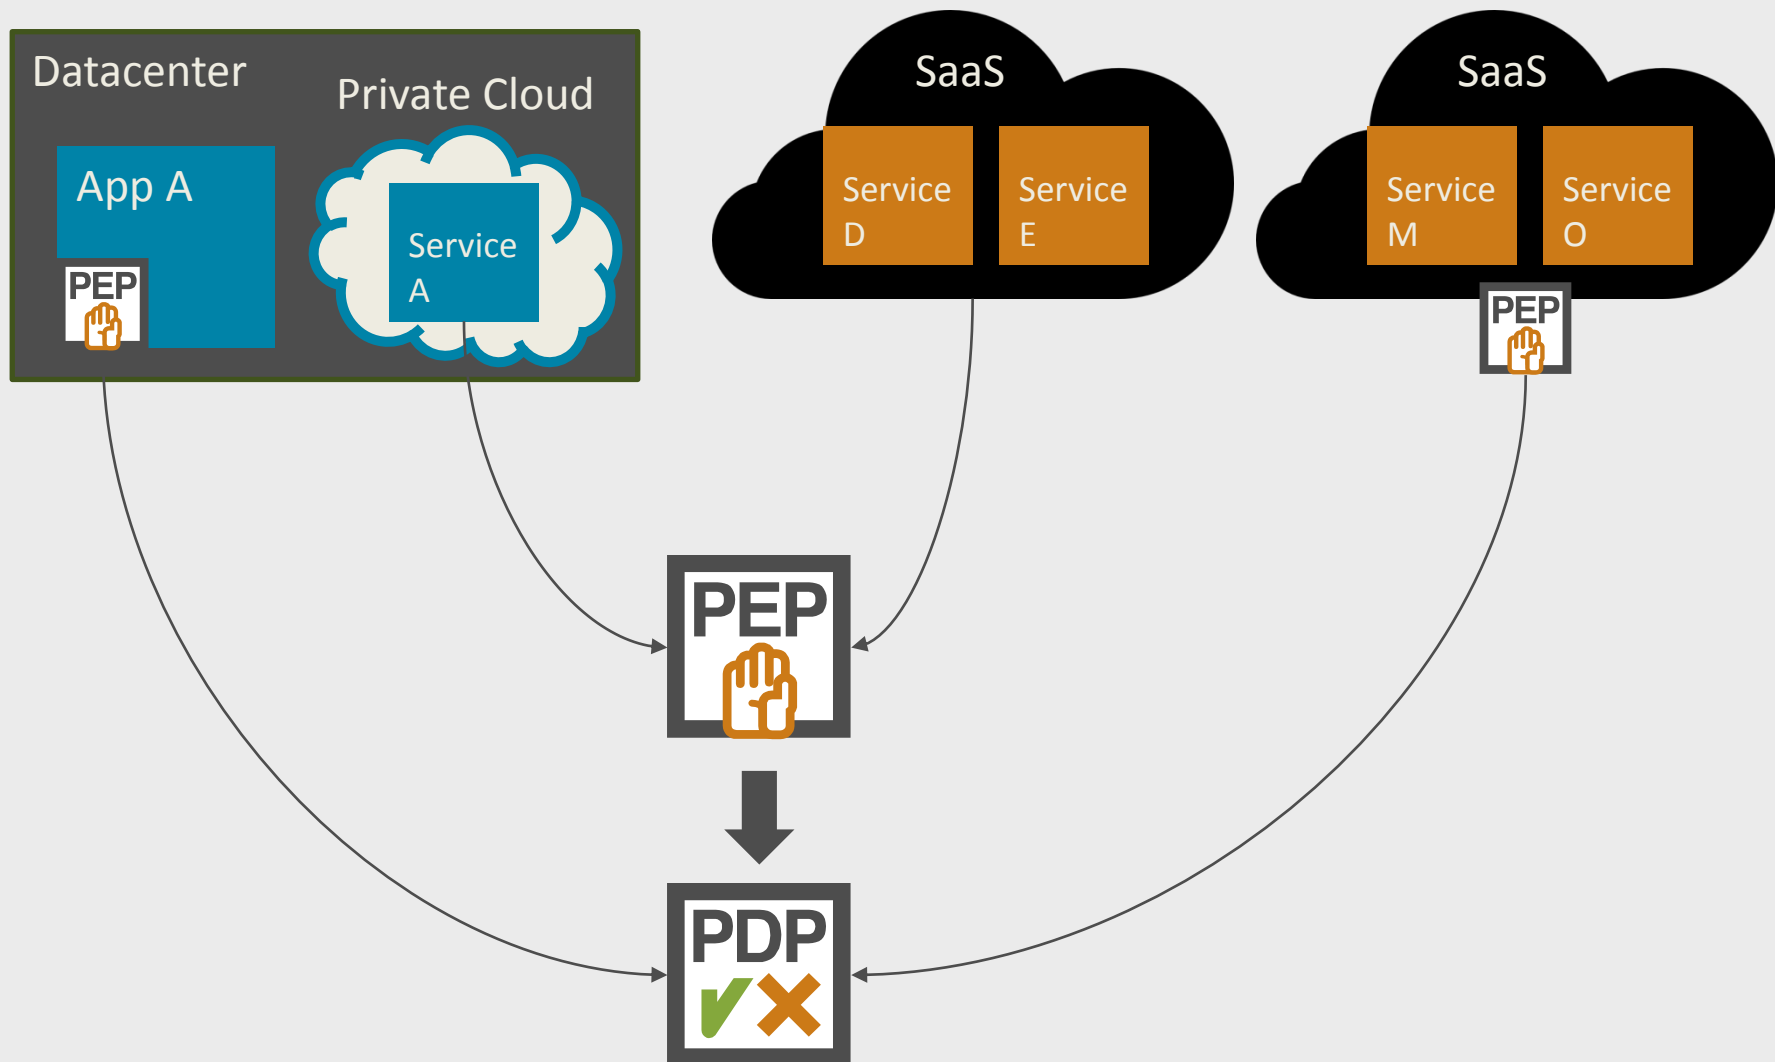 Datacenter
Private Cloud
App A
PEP
Service
A
SaaS
Service
D
Service
E
SaaS
Service
M
Service
O
PEP
PEP
PDP